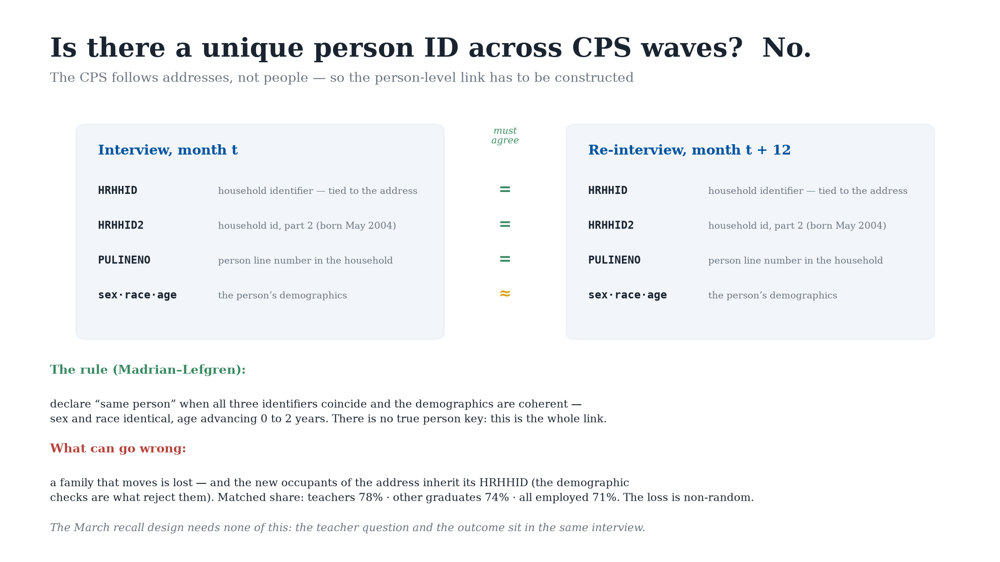 Is there a unique person ID across CPS waves?  No.
The CPS follows addresses, not people — so the person-level link has to be constructed
must
agree
Interview, month t
HRHHID household identifier — tied to the address
HRHHID2 household id, part 2 (born May 2004)
PULINENO person line number in the household
sex·race·age the person’s demographics
=
=
=
≈
Re-interview, month t + 12
HRHHID household identifier — tied to the address
HRHHID2 household id, part 2 (born May 2004)
PULINENO person line number in the household
sex·race·age the person’s demographics
The rule (Madrian–Lefgren):
declare “same person” when all three identifiers coincide and the demographics are coherent —
sex and race identical, age advancing 0 to 2 years. There is no true person key: this is the whole link.
What can go wrong:
a family that moves is lost — and the new occupants of the address inherit its HRHHID (the demographic
checks are what reject them). Matched share: teachers 78% · other graduates 74% · all employed 71%. The loss is non-random.
The March recall design needs none of this: the teacher question and the outcome sit in the same interview.